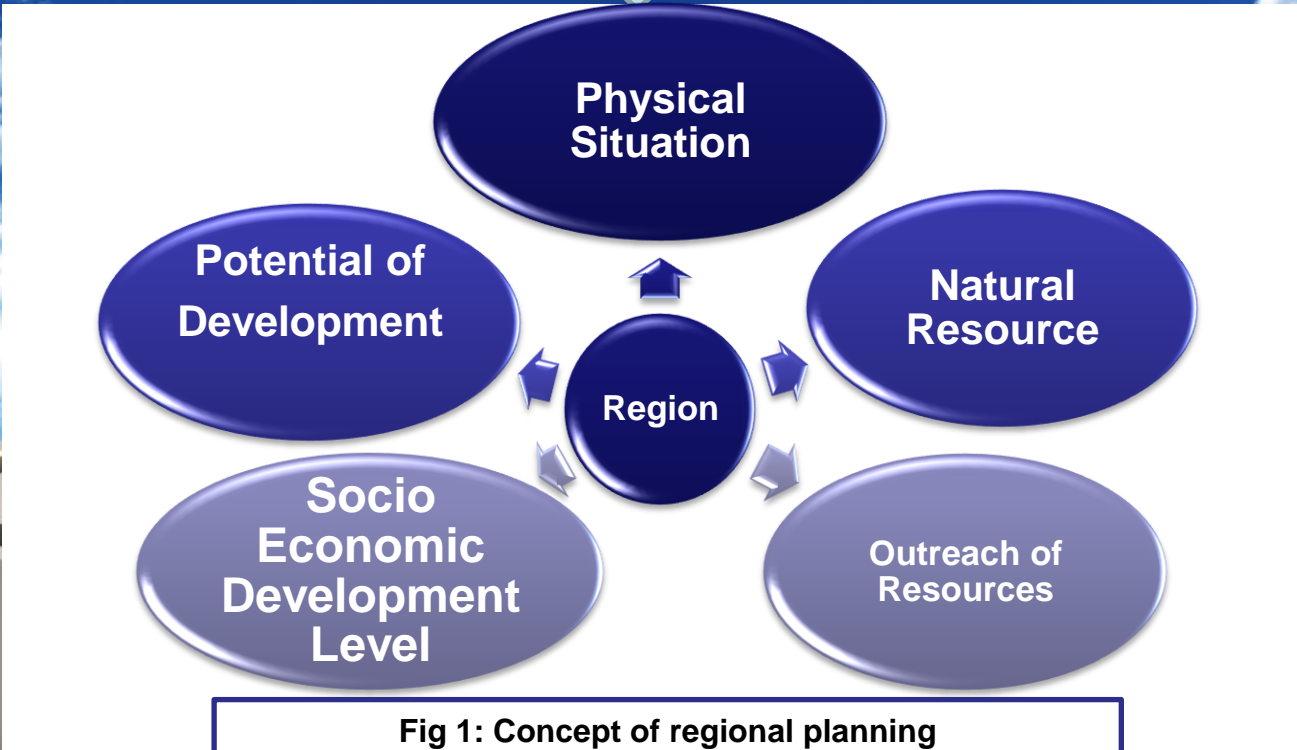 Physical
Situation
Natural
Resource
Outreach of
Resources
Socio
Economic
Development
Level
Potential of
Development
Region
Fig 1: Concept of regional planning